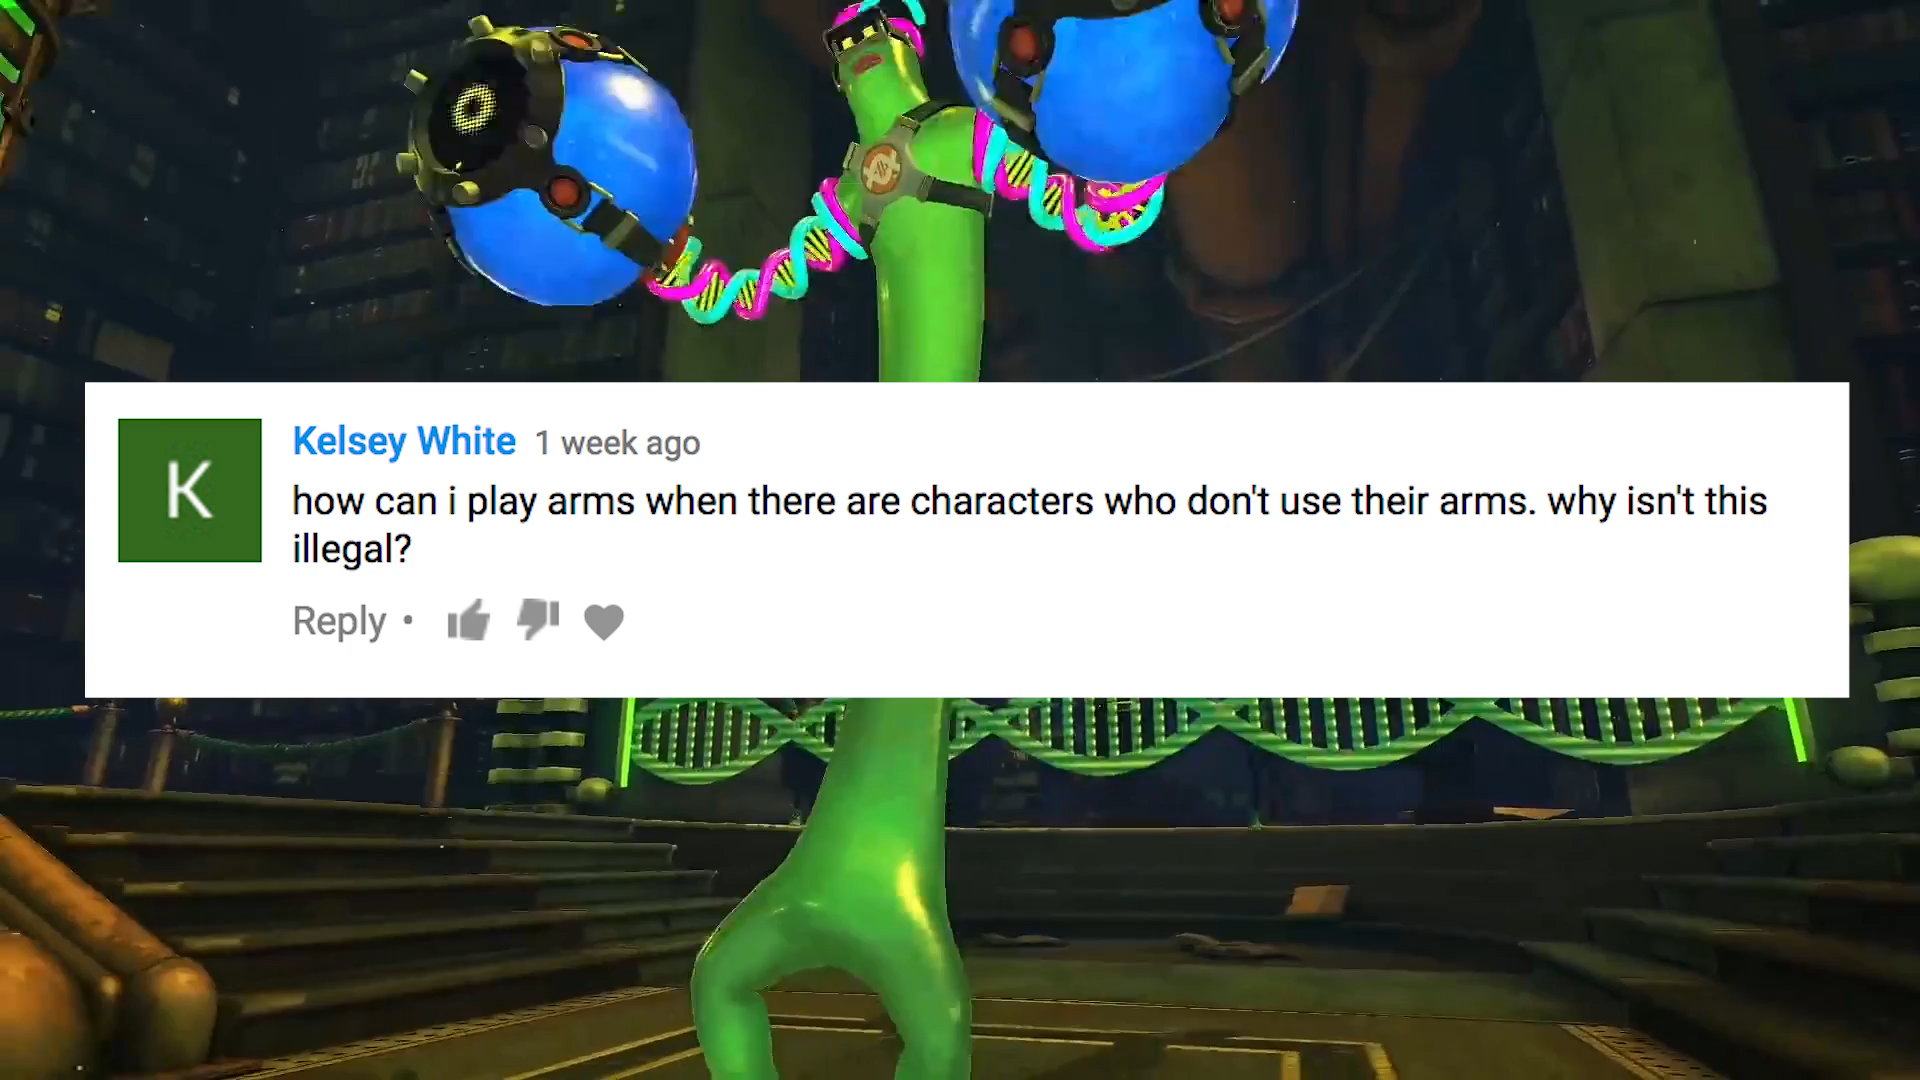 K
Kelsey White 1 week ago
how can i play arms when there are characters who don't use their arms. why isn't this
illegal?
Reply •